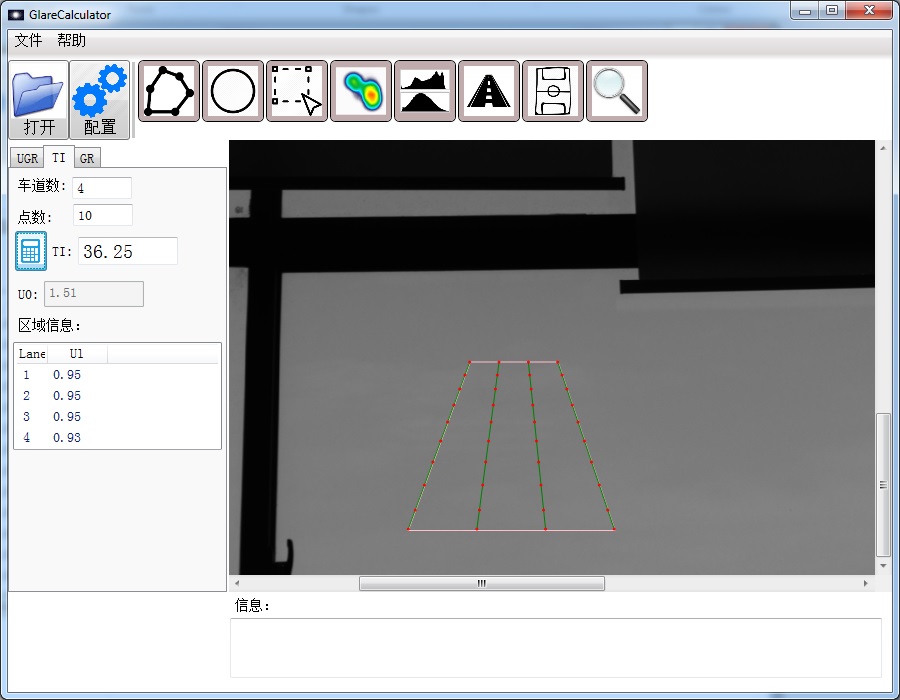 GlareCalculator
文件 帮助
打开 配置
UGR TI GR
车道数: 4
点数: 10
TI: 36.25
U0: 1.51
区域信息:
Lane Ul
1 0.95
2 0.95
3 0.95
4 0.93
信息: